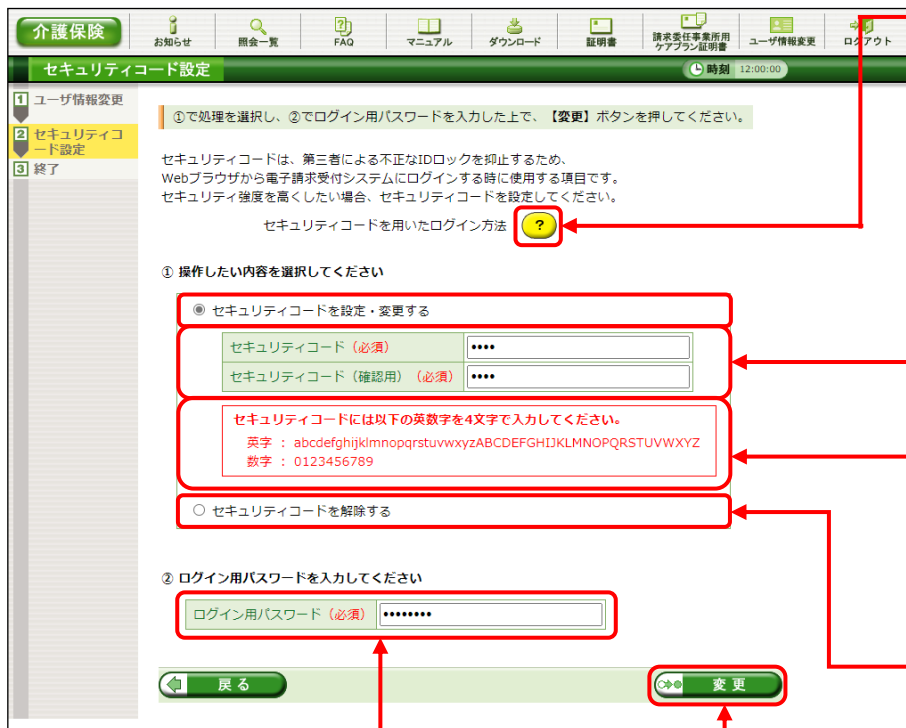 介護保険
お知らせ
照会一覧
FAQ
マニュアル
ダウンロード
証明書
請求委任事業所用
ケアプラン証明書
ユーザ情報変更
ログアウト
セキュリティコード設定
時刻 12:00:00
1 ユーザ情報変更
2 セキュリティコ
ード設定
3 終了
①で処理を選択し、②でログイン用パスワードを入力した上で、【変更】ボタンを押してください。
セキュリティコードは、第三者による不正なIDロックを抑止するため、
Webブラウザから電子請求受付システムにログインする時に使用する項目です。
セキュリティ強度を高くしたい場合、セキュリティコードを設定してください。
セキュリティコードを用いたログイン方法 ?
① 操作したい内容を選択してください
セキュリティコードを設定・変更する
セキュリティコード（必須） ••••
セキュリティコード（確認用）（必須） ••••
セキュリティコードには以下の英数字を4文字で入力してください。
英字 ： abcdefghijklmnopqrstuvwxyzABCDEFGHIJKLMNOPQRSTUVWXYZ
数字 ： 0123456789
セキュリティコードを解除する
② ログイン用パスワードを入力してください
ログイン用パスワード（必須） ••••••••
戻る
変更